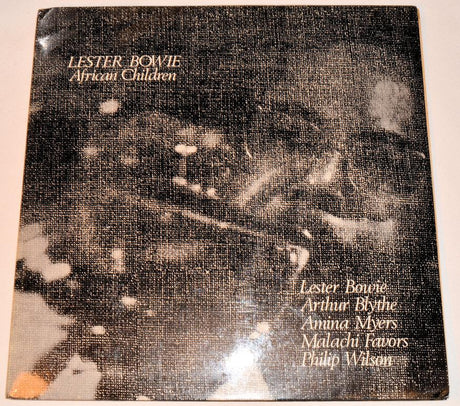 LESTER BOWIE
African Children
Lester Bowie
Arthur Blythe
Amina Myers
Malachi Favors
Philip Wilson